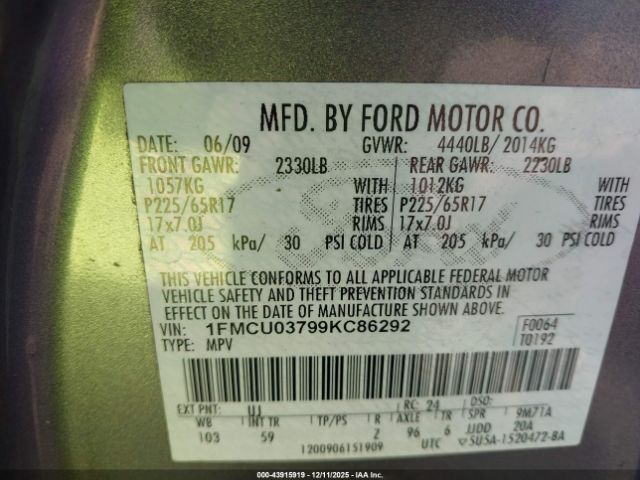 MFD. BY FORD MOTOR CO.
DATE: 06/09 GVWR: 4440LB/ 2014KG
FRONT GAWR: 2330LB REAR GAWR: 2230LB
1057KG WITH 1012KG WITH
P225/65R17 TIRES P225/65R17 TIRES
17x7.0J RIMS 17x7.0J RIMS
AT 205 kPa/ 30 PSI COLD AT 205 kPa/ 30 PSI COLD
THIS VEHICLE CONFORMS TO ALL APPLICABLE FEDERAL MOTOR
VEHICLE SAFETY AND THEFT PREVENTION STANDARDS IN
EFFECT ON THE DATE OF MANUFACTURE SHOWN ABOVE.
VIN: 1FMCU03799KC86292 F0064
TYPE: MPV T0192
EXT PNT: UJ RC: 24 DSO:
WB BRK INT TR TP/PS R AXLE TR SPR 9M71A
103 59 Z 96 6 JJDD 20A
1200906151909 UTC 5U5A-1520472-BA
000-43915919 - 12/11/2025 - IAA Inc.